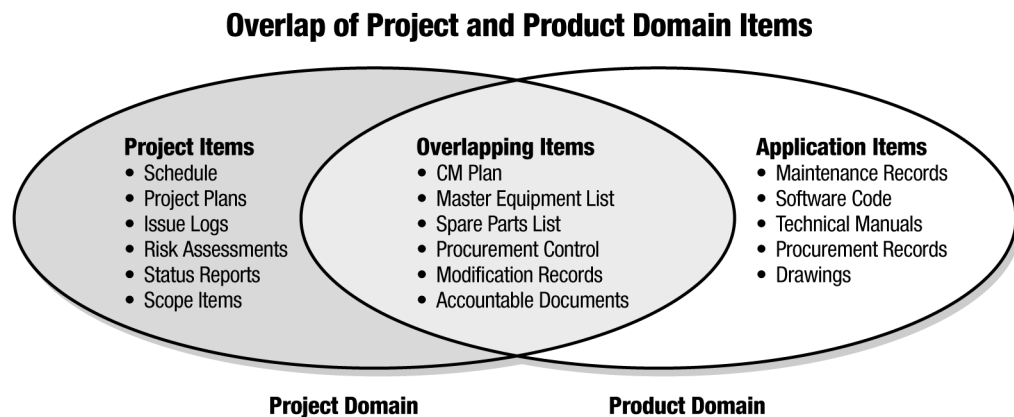 Overlap of Project and Product Domain Items
Project Items
• Schedule
• Project Plans
• Issue Logs
• Risk Assessments
• Status Reports
• Scope Items
Overlapping Items
• CM Plan
• Master Equipment List
• Spare Parts List
• Procurement Control
• Modification Records
• Accountable Documents
Application Items
• Maintenance Records
• Software Code
• Technical Manuals
• Procurement Records
• Drawings
Project Domain
Product Domain